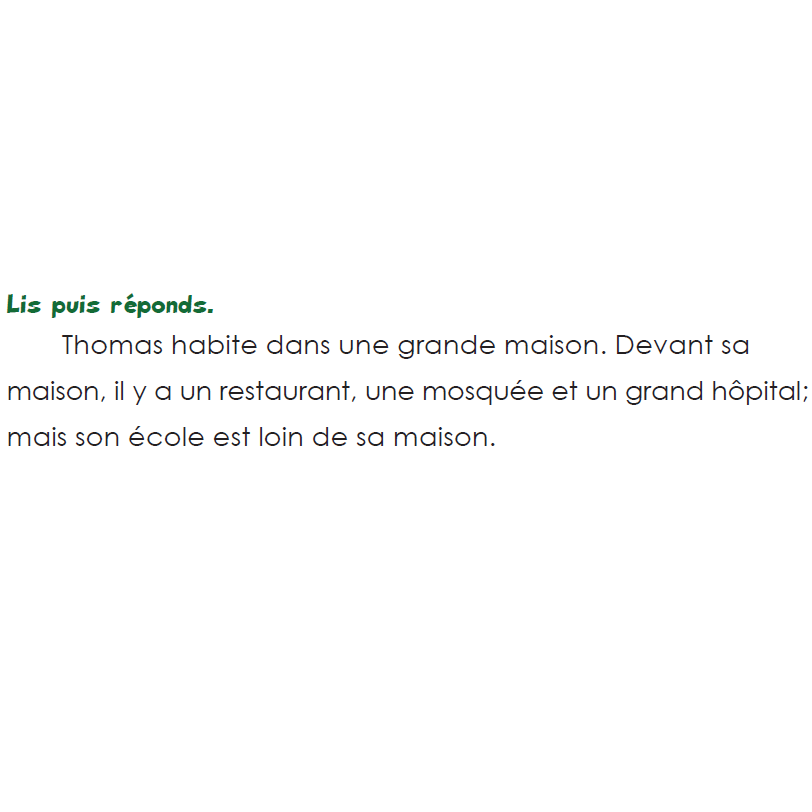 Lis puis réponds.
Thomas habite dans une grande maison. Devant sa
maison, il y a un restaurant, une mosquée et un grand hôpital;
mais son école est loin de sa maison.